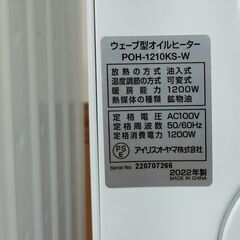 ウェーブ型オイルヒーター
POH-1210KS-W
放熱の方式 油入式
温度調節の方式 可変式
暖房能力 1200W
熱媒体の種類 鉱物油
定格電圧 AC100V
定格周波数 50/60Hz
定格消費電力 1200W
PSE アイリスオーヤマ株式会社
Serial No: 220707266
2022年製
MADE IN CHINA